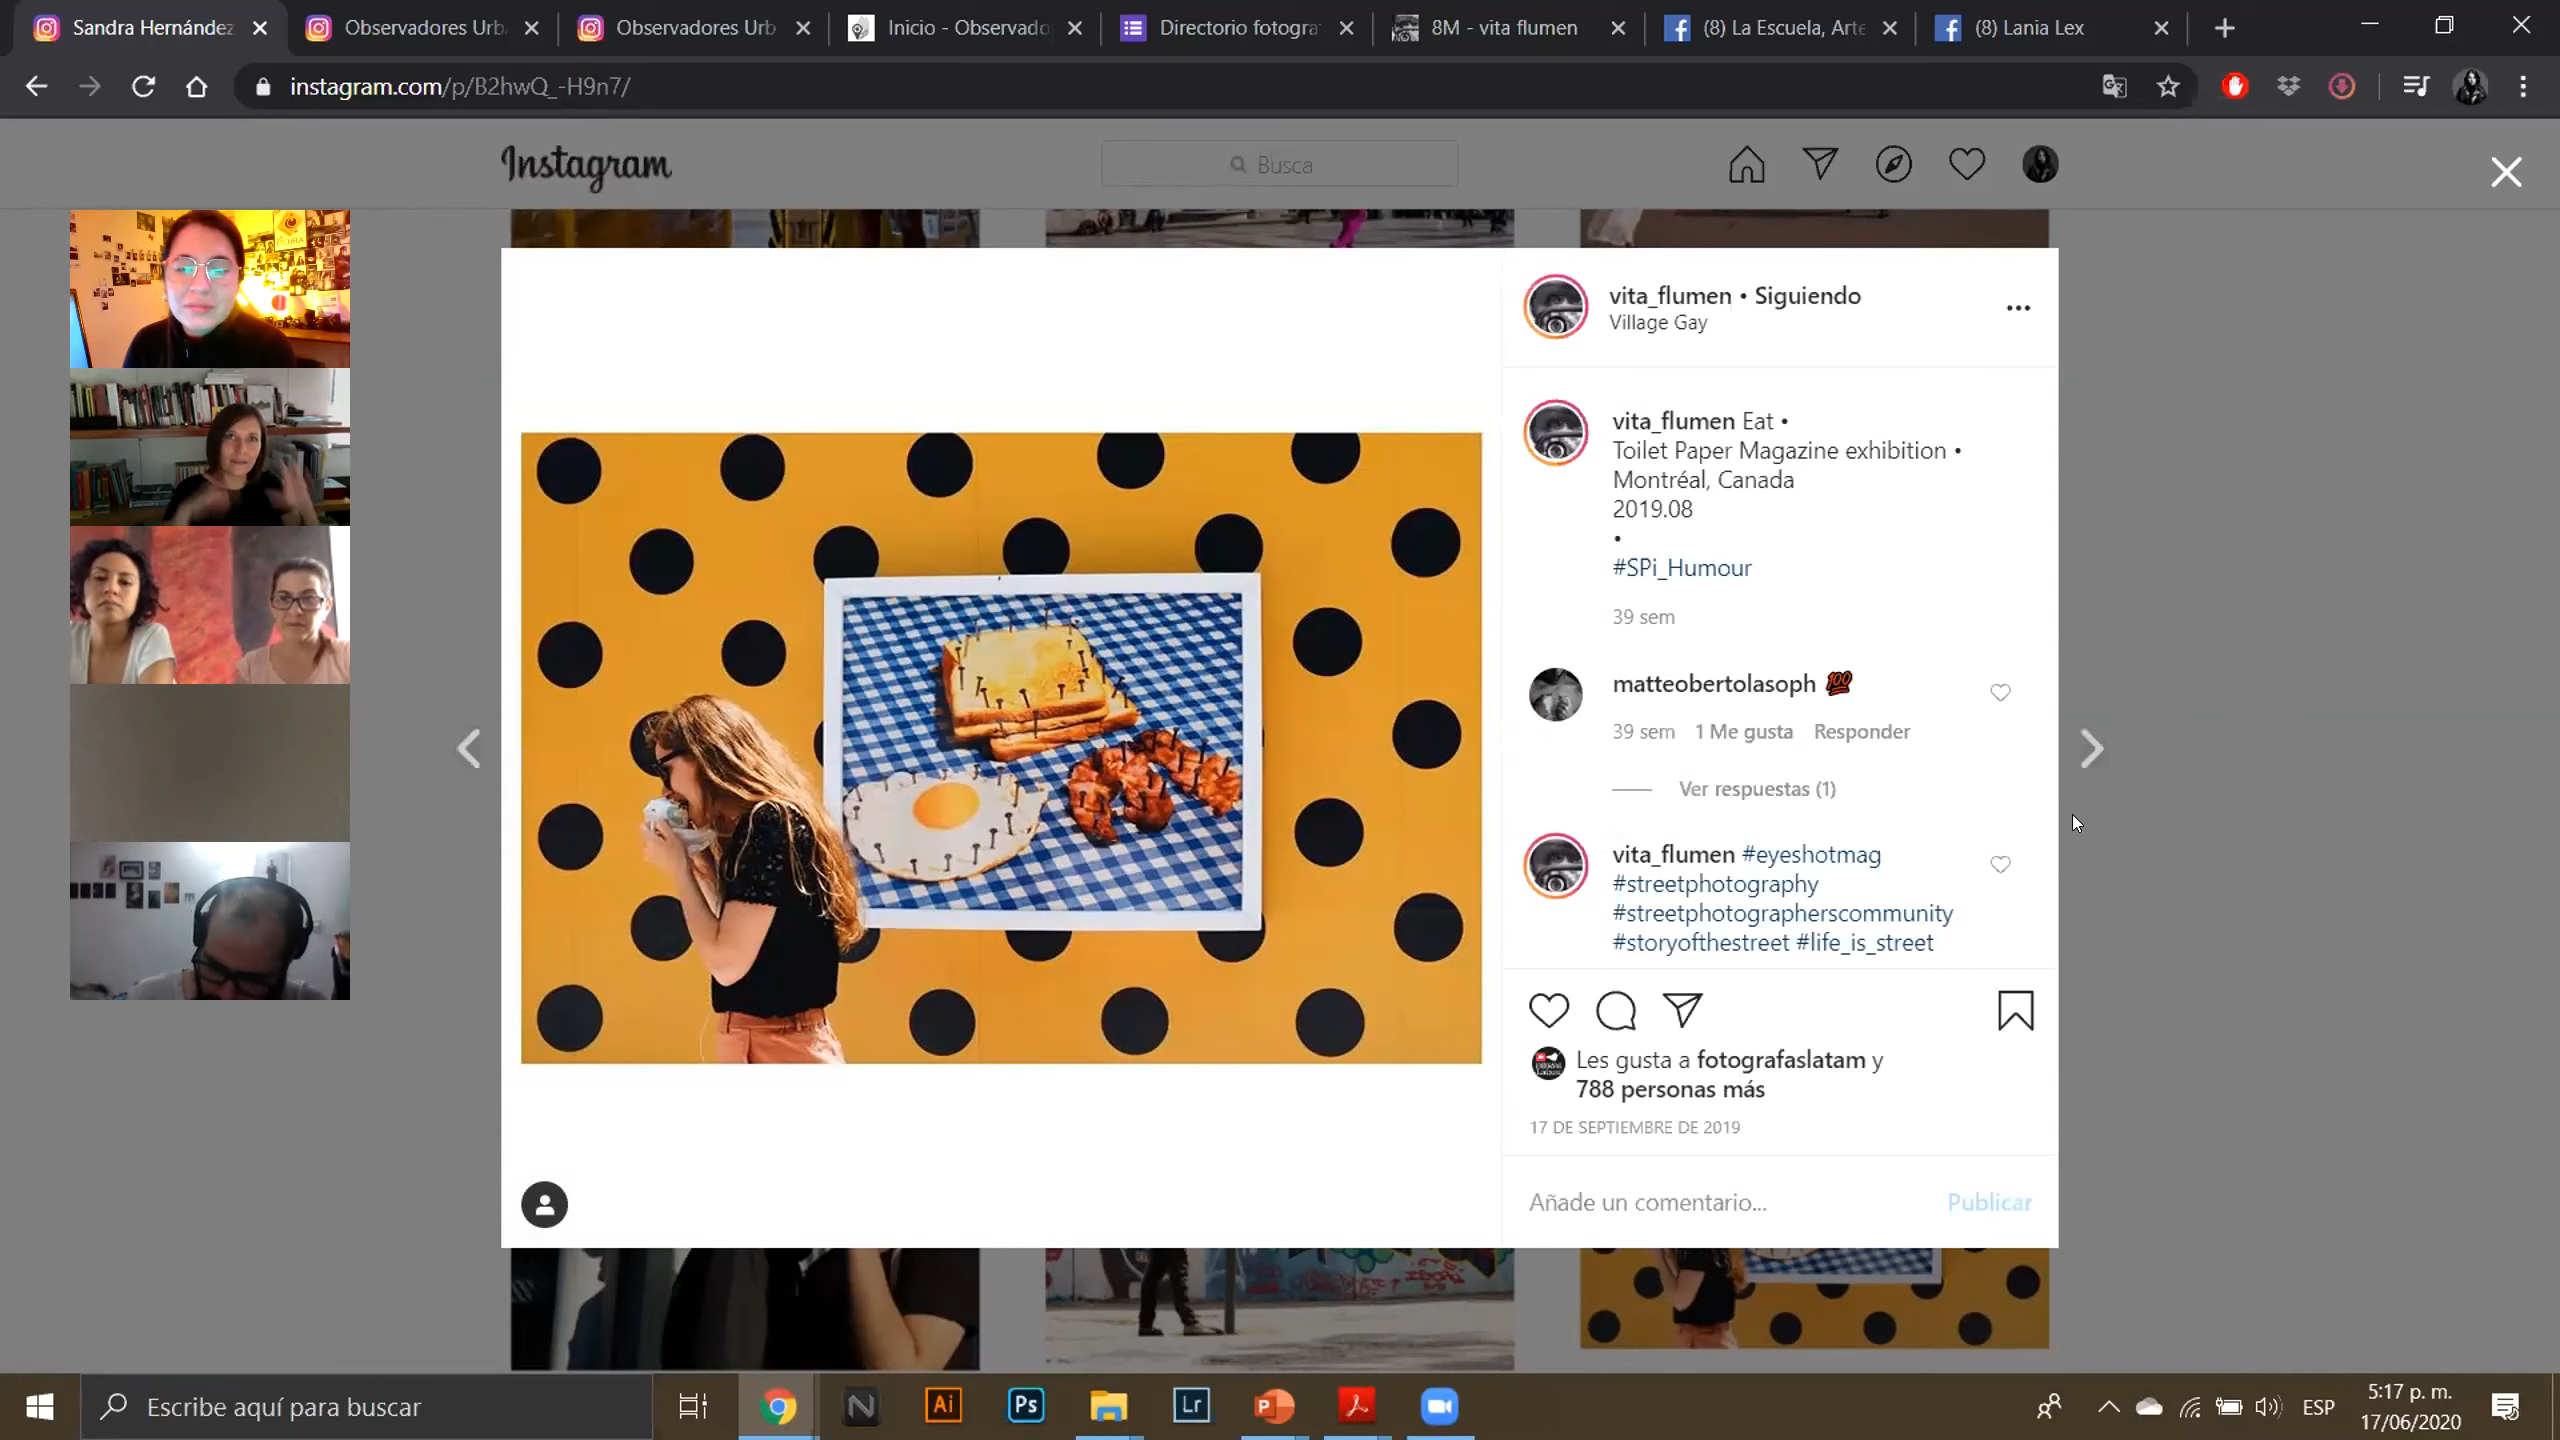 Sandra Hernández
Observadores Urb
Observadores Urb
Inicio - Observado
Directorio fotogra
8M - vita flumen
(8) La Escuela, Arte
(8) Lania Lex
instagram.com/p/B2hwQ_-H9n7/
Instagram
Busca
ESCUELA
vita_flumen • Siguiendo
Village Gay
vita_flumen Eat •
Toilet Paper Magazine exhibition •
Montréal, Canada
2019.08
•
#SPi_Humour
39 sem
matteobertolasoph 💯
39 sem 1 Me gusta Responder
Ver respuestas (1)
vita_flumen #eyeshotmag
#streetphotography
#streetphotographerscommunity
#storyofthestreet #life_is_street
Les gusta a fotografaslatam y
788 personas más
17 DE SEPTIEMBRE DE 2019
Añade un comentario... Publicar
Escribe aquí para buscar
N
Ai
Ps
Lr
P
ESP
5:17 p. m.
17/06/2020